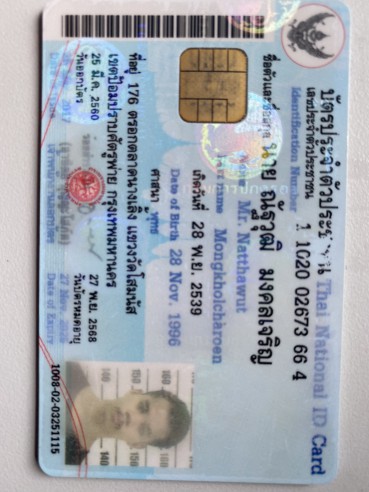 บัตรประจำตัวประชาชน Thai National ID Card
เลขประจำตัวประชาชน 1 1020 02673 66 4
Identification Number
ชื่อตัวและชื่อสกุล นาย ณัฐวุฒิ มงคลเจริญ
Mr. Natthawut
name Mongkholcharoen
เกิดวันที่ 28 พ.ย. 2539
Date of Birth 28 Nov. 1996
ศาสนา พุทธ
ที่อยู่ 176 ตรอกตลาดนางเลิ้ง แขวงวัดโสมนัส
เขตป้อมปราบศัตรูพ่าย กรุงเทพมหานคร
25 มี.ค. 2560
วันออกบัตร
27 พ.ย. 2568
วันบัตรหมดอายุ
27 Nov.
Date of Expiry
เจ้าพนักงานออกบัตร
160
150
140
160
150
140
1008-02-03251115